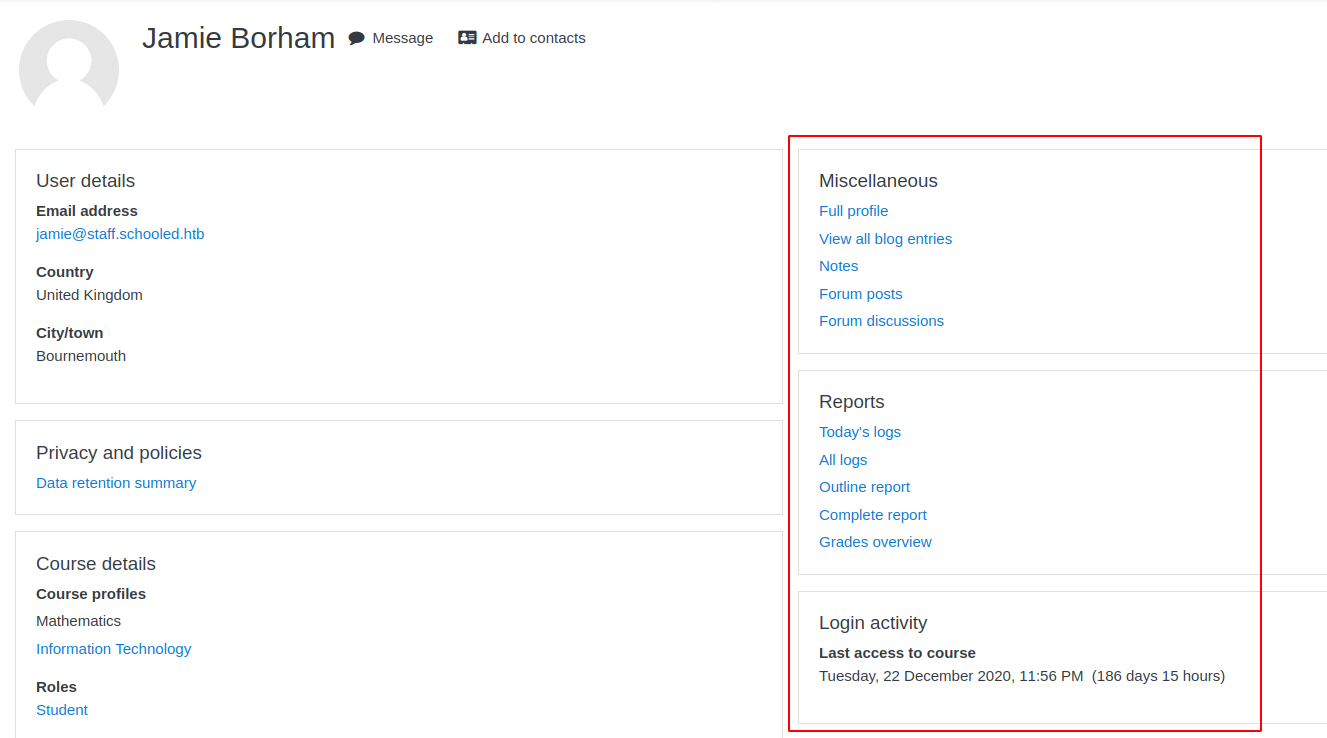 Jamie Borham Message Add to contacts
User details
Email address
jamie@staff.schooled.htb
Country
United Kingdom
City/town
Bournemouth
Privacy and policies
Data retention summary
Course details
Course profiles
Mathematics
Information Technology
Roles
Student
Miscellaneous
Full profile
View all blog entries
Notes
Forum posts
Forum discussions
Reports
Today's logs
All logs
Outline report
Complete report
Grades overview
Login activity
Last access to course
Tuesday, 22 December 2020, 11:56 PM  (186 days 15 hours)